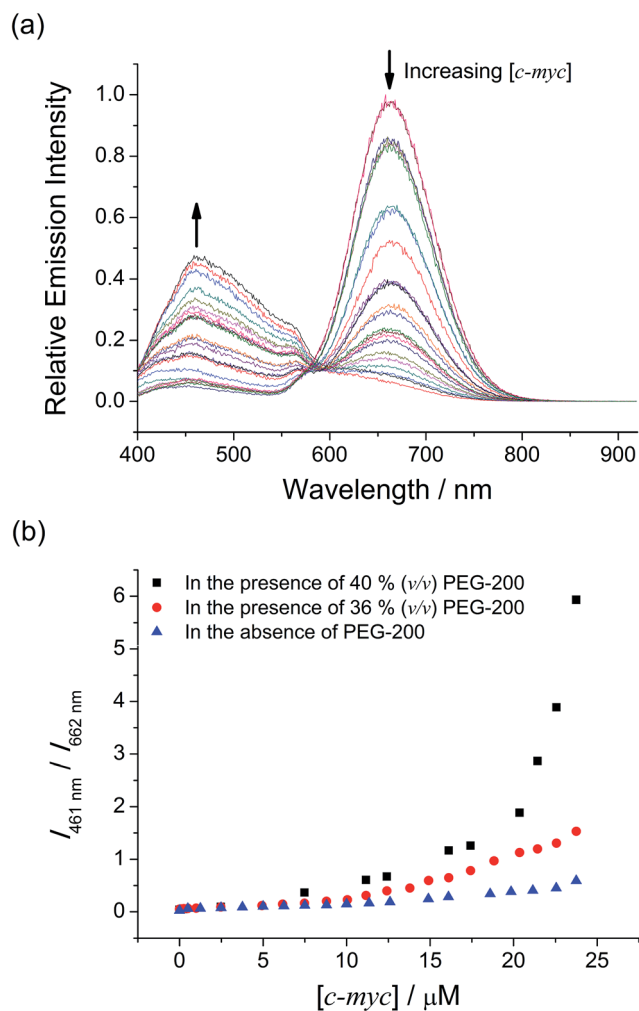 (a)
Increasing [c-myc]
Relative Emission Intensity
1.0
0.8
0.6
0.4
0.2
0.0
400 500 600 700 800 900
Wavelength / nm
(b)
In the presence of 40 % (v/v) PEG-200
In the presence of 36 % (v/v) PEG-200
In the absence of PEG-200
I461 nm / I662 nm
6
5
4
3
2
1
0
0 5 10 15 20 25
[c-myc] / μM